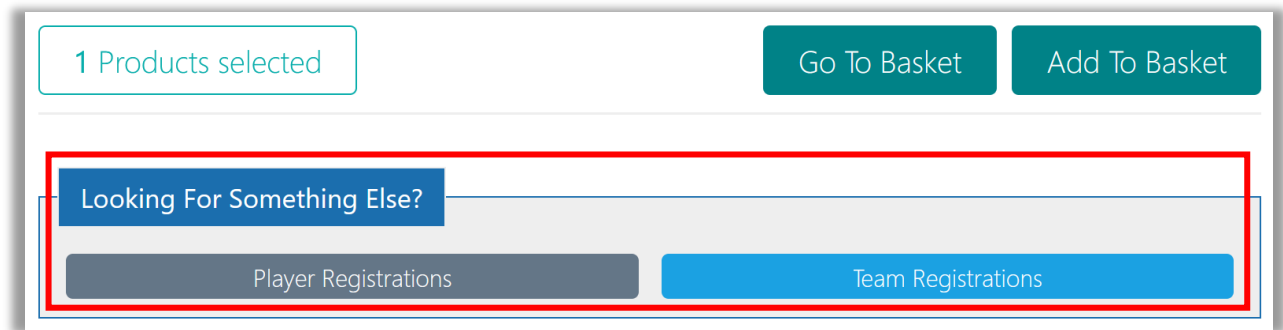 1 Products selected
Go To Basket
Add To Basket
Looking For Something Else?
Player Registrations
Team Registrations